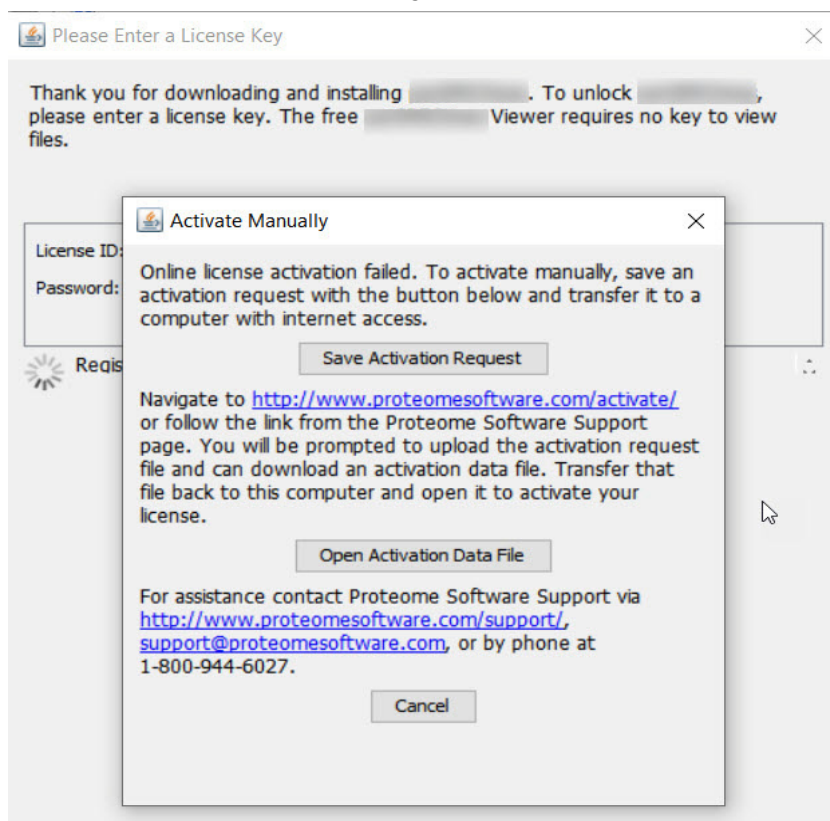 Please Enter a License Key
Thank you for downloading and installing . To unlock ,
please enter a license key. The free Viewer requires no key to view
files.
Activate Manually
License ID:
Password:
Online license activation failed. To activate manually, save an
activation request with the button below and transfer it to a
computer with internet access.
Save Activation Request
Regis
Navigate to http://www.proteomesoftware.com/activate/
or follow the link from the Proteome Software Support
page. You will be prompted to upload the activation request
file and can download an activation data file. Transfer that
file back to this computer and open it to activate your
license.
Open Activation Data File
For assistance contact Proteome Software Support via
http://www.proteomesoftware.com/support/,
support@proteomesoftware.com, or by phone at
1-800-944-6027.
Cancel